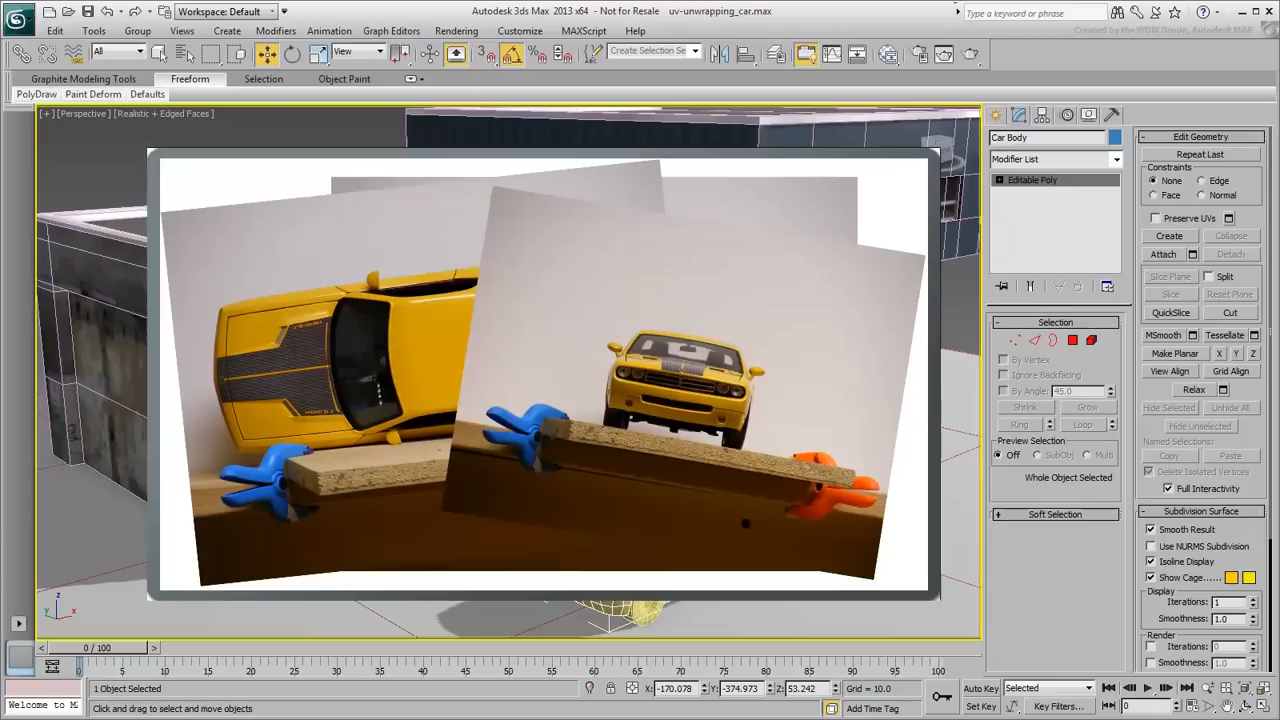 Workspace: Default
Autodesk 3ds Max 2013 x64 - Not for Resale uv-unwrapping_car.max
Type a keyword or phrase
Edit Tools Group Views Create Modifiers Animation Graph Editors Rendering Customize MAXScript Help
Created by the WDM Group, Autodesk M&E
All View Create Selection Se
Graphite Modeling Tools Freeform Selection Object Paint
PolyDraw Paint Deform Defaults
[ + ] [Perspective ] [Realistic + Edged Faces ]
Car Body
Modifier List
Editable Poly
Selection
By Vertex
Ignore Backfacing
By Angle: 45.0
Shrink Grow
Ring Loop
Preview Selection
Off SubObj Multi
Whole Object Selected
Soft Selection
Edit Geometry
Repeat Last
Constraints
None Edge
Face Normal
Preserve UVs
Create Collapse
Attach Detach
Slice Plane Split
Slice Reset Plane
QuickSlice Cut
MSmooth Tessellate
Make Planar X Y Z
View Align Grid Align
Relax
Hide Selected Unhide All
Hide Unselected
Named Selections:
Copy Paste
Delete Isolated Vertices
Full Interactivity
Subdivision Surface
Smooth Result
Use NURMS Subdivision
Isoline Display
Show Cage......
Display
Iterations: 1
Smoothness: 1.0
Render
Iterations: 0
Smoothness: 1.0
z
y x
0 / 100
0 5 10 15 20 25 30 35 40 45 50 55 60 65 70 75 80 85 90 95 100
1 Object Selected X: -170.078 Y: -374.973 Z: 53.242 Grid = 10.0 Auto Key Selected
Welcome to M Click and drag to select and move objects Add Time Tag Set Key Key Filters... 0